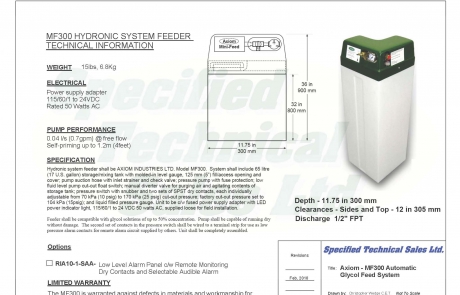 MF300 HYDRONIC SYSTEM FEEDER
TECHNICAL INFORMATION
WEIGHT 15lbs, 6.8Kg
ELECTRICAL
Power supply adapter
115/60/1 to 24VDC
Rated 50 Watts AC
PUMP PERFORMANCE
0.04 l/s (0.7gpm) @ free flow
Self-priming up to 1.2m (4feet)
Axiom
Mini-Feed
36 in
900 mm
32 in
800 mm
11.75 in
300 mm
SPECIFICATION
Hydronic system feeder shall be AXIOM INDUSTRIES LTD. Model MF300. System shall include 65 litre
(17 U.S. gallon) storage/mixing tank with molded-in level gauge, 125 mm (5") fill/access opening and
cover; pump suction hose with inlet strainer and check valve; pressure pump with fuse protection; low
fluid level pump cut-out float switch; manual diverter valve for purging air and agitating contents of
storage tank; pressure switch with snubber and two sets of SPST dry contacts, each individually
adjustable from 70 kPa (10 psig) to 170 kPa (25 psig) cut-out pressure; factory cut-out pressure set to
104 kPa (15psig); and liquid filled pressure gauge. Unit to be c/w fused power supply adapter with LED
power indicator light, 115/60/1 to 24 VDC 50 watts AC, supplied loose for field installation.
Feeder shall be compatible with glycol solutions of up to 50% concentration. Pump shall be capable of running dry
without damage. The second set of contacts in the pressure switch shall be wired to a terminal strip for use as low
pressure alarm contact for remote alarm consist supplied by others. Unit shall be completely assembled.
Depth - 11.75 in 300 mm
Clearances - Sides and Top - 12 in 305 mm
Discharge 1/2" FPT
Options
RIA10-1-SAA- Low Level Alarm Panel c/w Remote Monitoring
Dry Contacts and Selectable Audible Alarm
LIMITED WARRANTY
The MF300 is warranted against defects in materials and workmanship for
Revisions
Feb. 2010
Specified Technical Sales Ltd.
Title: Axiom - MF300 Automatic
Glycol Feed System
Not To Scale
Specified
Technical